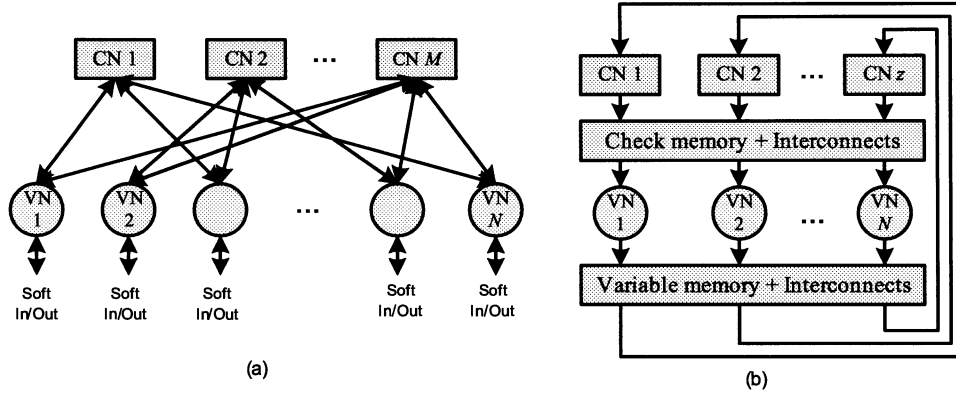 CN 1 CN 2 ... CN M
VN 1 VN 2 ... VN N
Soft In/Out Soft In/Out Soft In/Out Soft In/Out Soft In/Out
(a)
CN 1 CN 2 ... CN z
Check memory + Interconnects
VN 1 VN 2 ... VN N
Variable memory + Interconnects
(b)